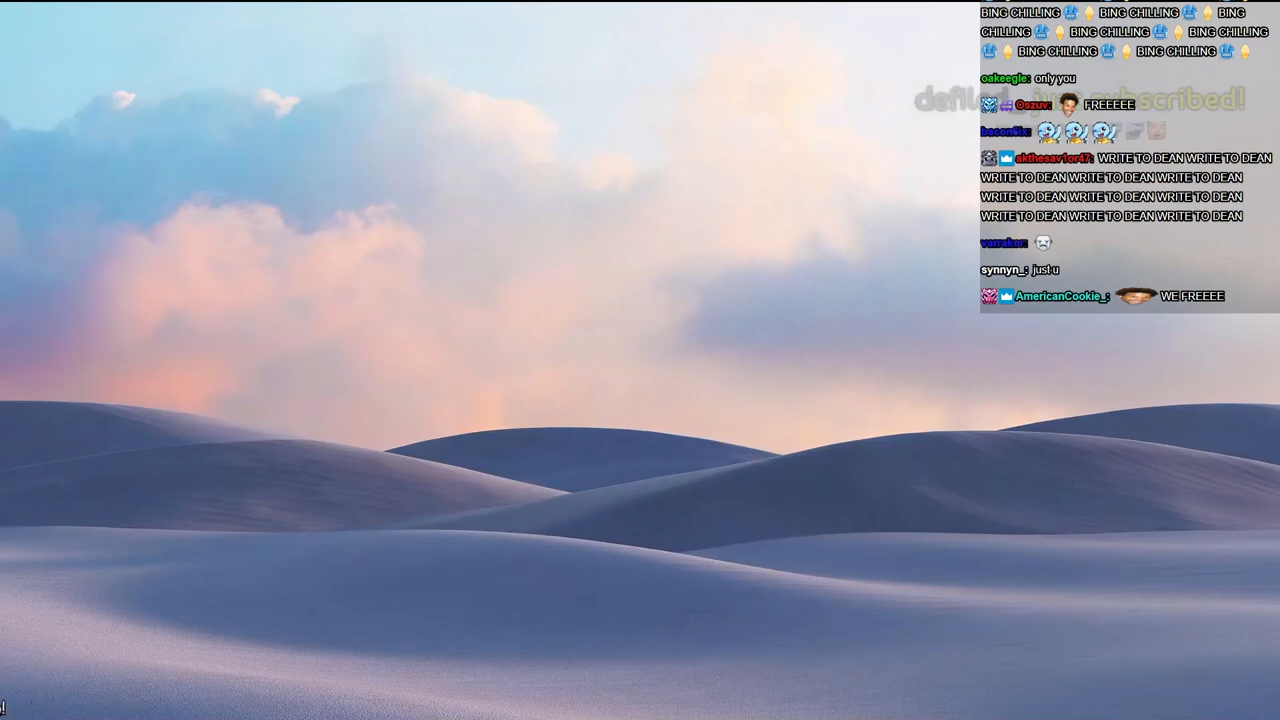 BING CHILLING 🥶 🍦 BING CHILLING 🥶 🍦 BING
CHILLING 🥶 🍦 BING CHILLING 🥶 🍦 BING CHILLING
🥶 🍦 BING CHILLING 🥶 🍦 BING CHILLING 🥶 🍦
oakeegle: only you
just subscribed!
Oszuv: FREEEEE
akthesav1or47: WRITE TO DEAN WRITE TO DEAN
WRITE TO DEAN WRITE TO DEAN WRITE TO DEAN
WRITE TO DEAN WRITE TO DEAN WRITE TO DEAN
WRITE TO DEAN WRITE TO DEAN WRITE TO DEAN
varrakor:
synnyn_: just u
AmericanCookie_: WE FREEEE